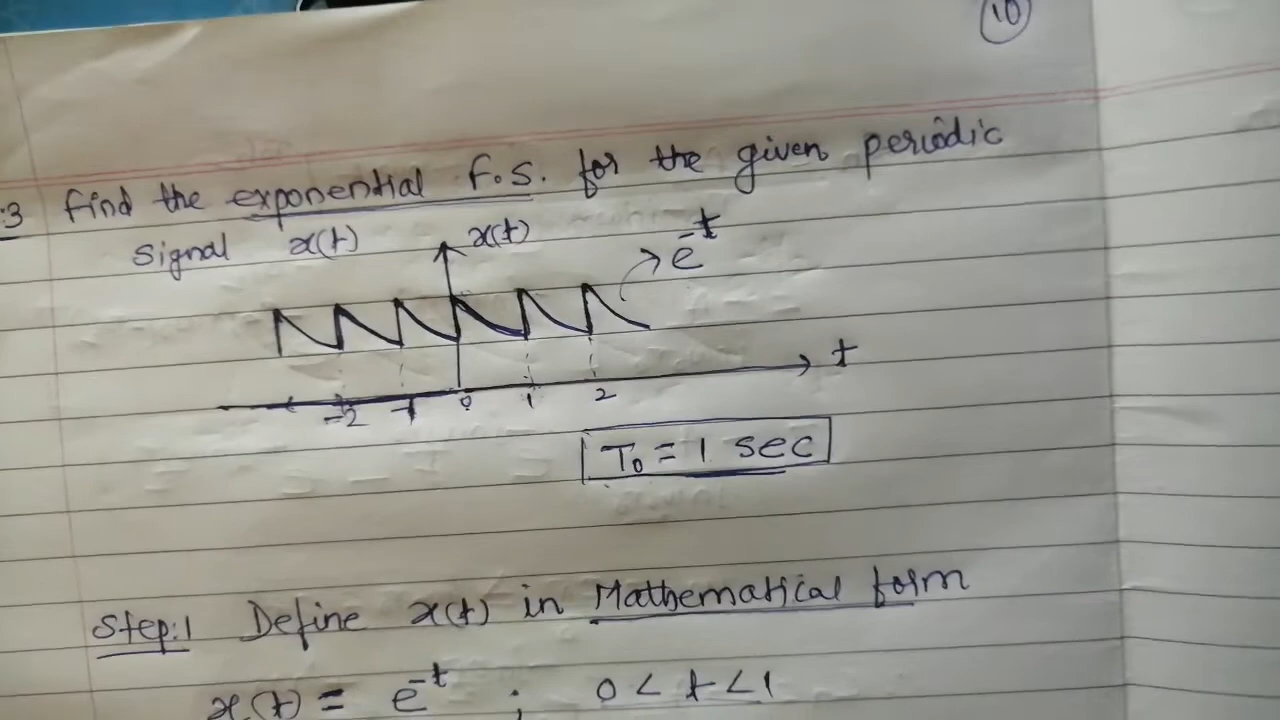 10
.3 find the exponential F.S. for the given periodic
signal x(t)
x(t)
e^-t
t
-2 -1 0 1 2
T₀ = 1 sec
Step:1 Define x(t) in Mathematical form
x(t) = e^-t ; 0 < t < 1